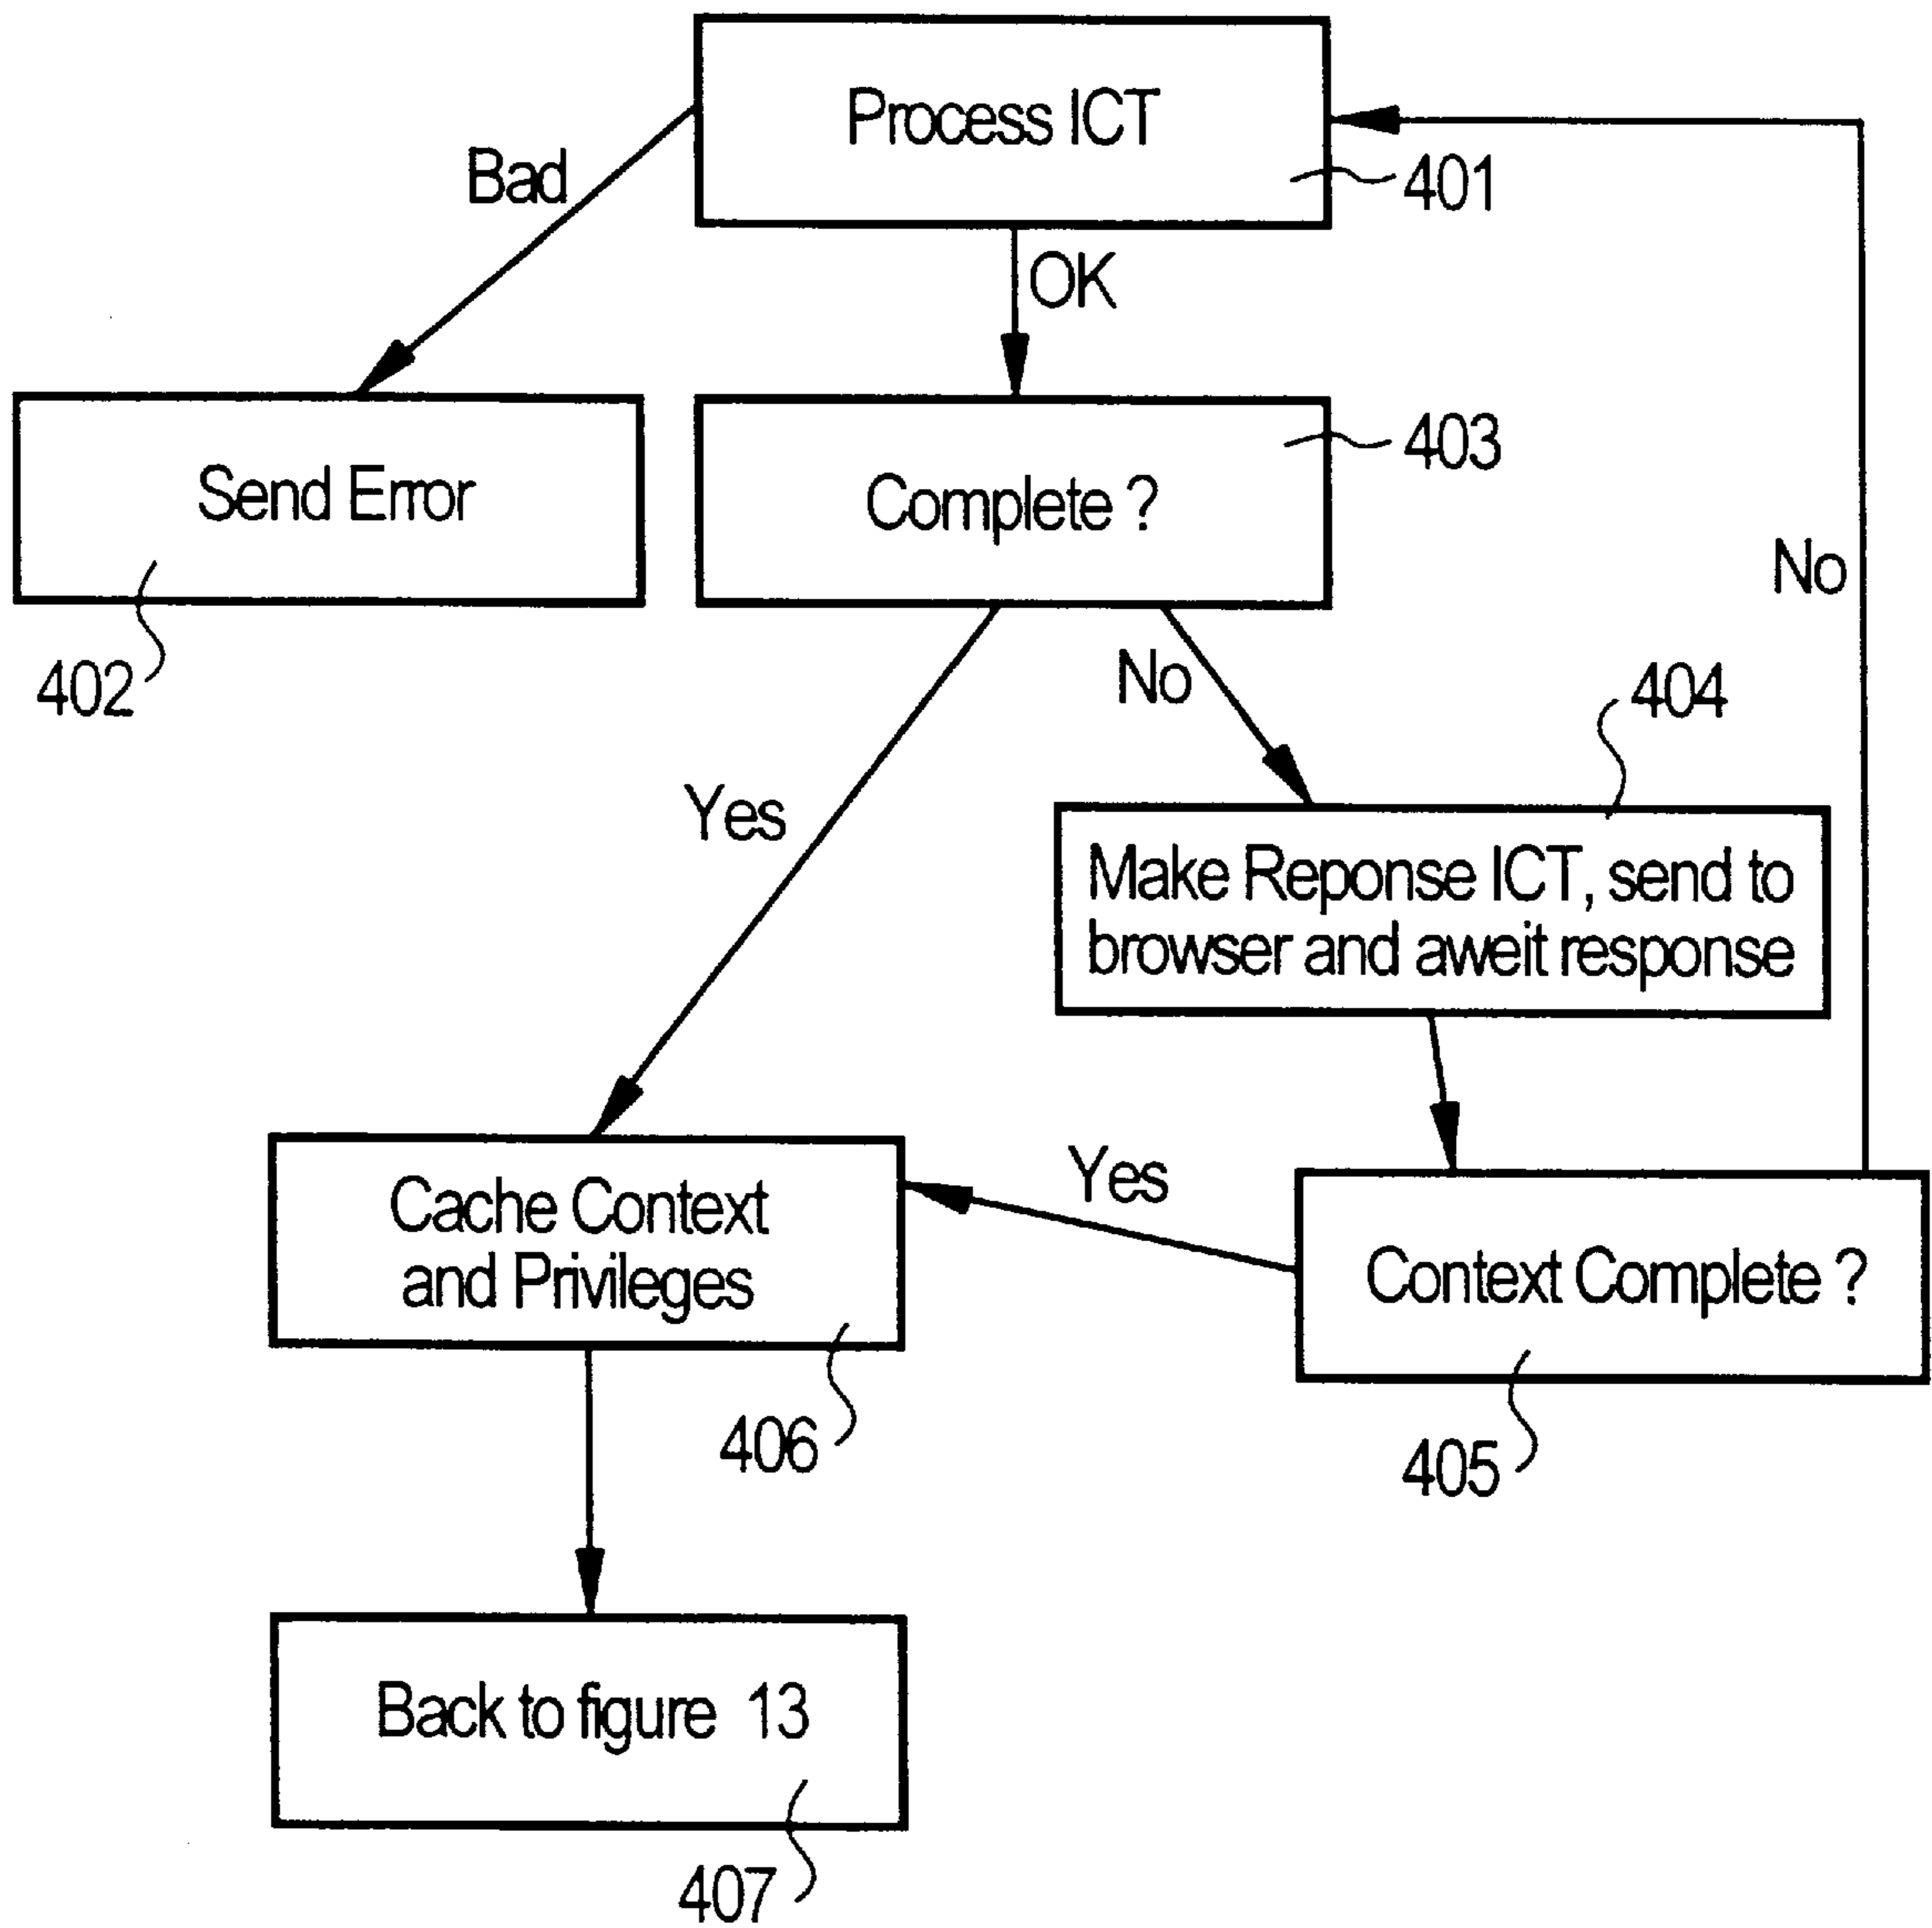 Process ICT
401
Bad
OK
Send Error
402
Complete ?
403
No
No
404
Yes
Make Reponse ICT, send to
browser and aweit response
Cache Context
and Privileges
406
Yes
Context Complete ?
405
Back to figure 13
407